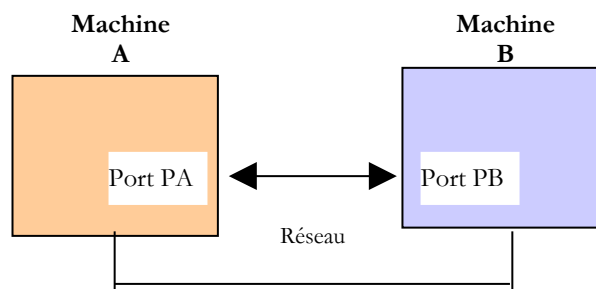 Machine
A
Machine
B
Port PA
Port PB
Réseau